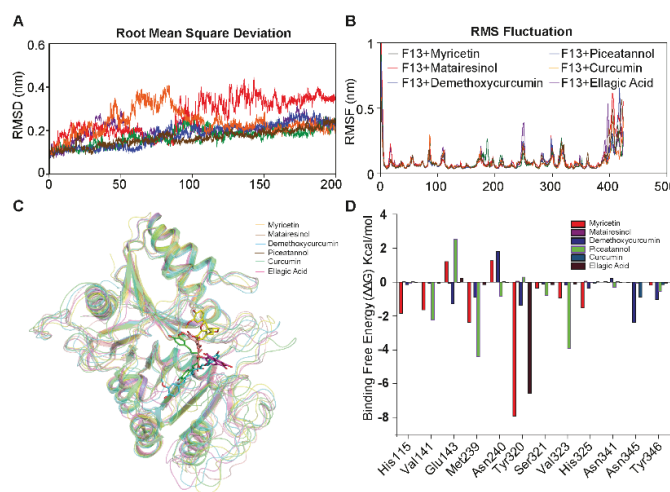 A
Root Mean Square Deviation
RMSD (nm)
0.6
0.4
0.2
0
0 50 100 150 200
B
RMS Fluctuation
RMSF (nm)
1
0.5
0
0 100 200 300 400 500
F13+Myricetin
F13+Matairesinol
F13+Demethoxycurcumin
F13+Piceatannol
F13+Curcumin
F13+Ellagic Acid
C
Myricetin
Matairesinol
Demethoxycurcumin
Piceatannol
Curcumin
Ellagic Acid
D
Binding Free Energy (ΔΔG) Kcal/mol
4
2
0
-2
-4
-6
-8
Myricetin
Matairesinol
Demethoxycurcumin
Piceatannol
Curcumin
Ellagic Acid
His115
Val141
Glu143
Met239
Asn240
Tyr320
Ser321
Val323
His325
Asn341
Asn345
Tyr346